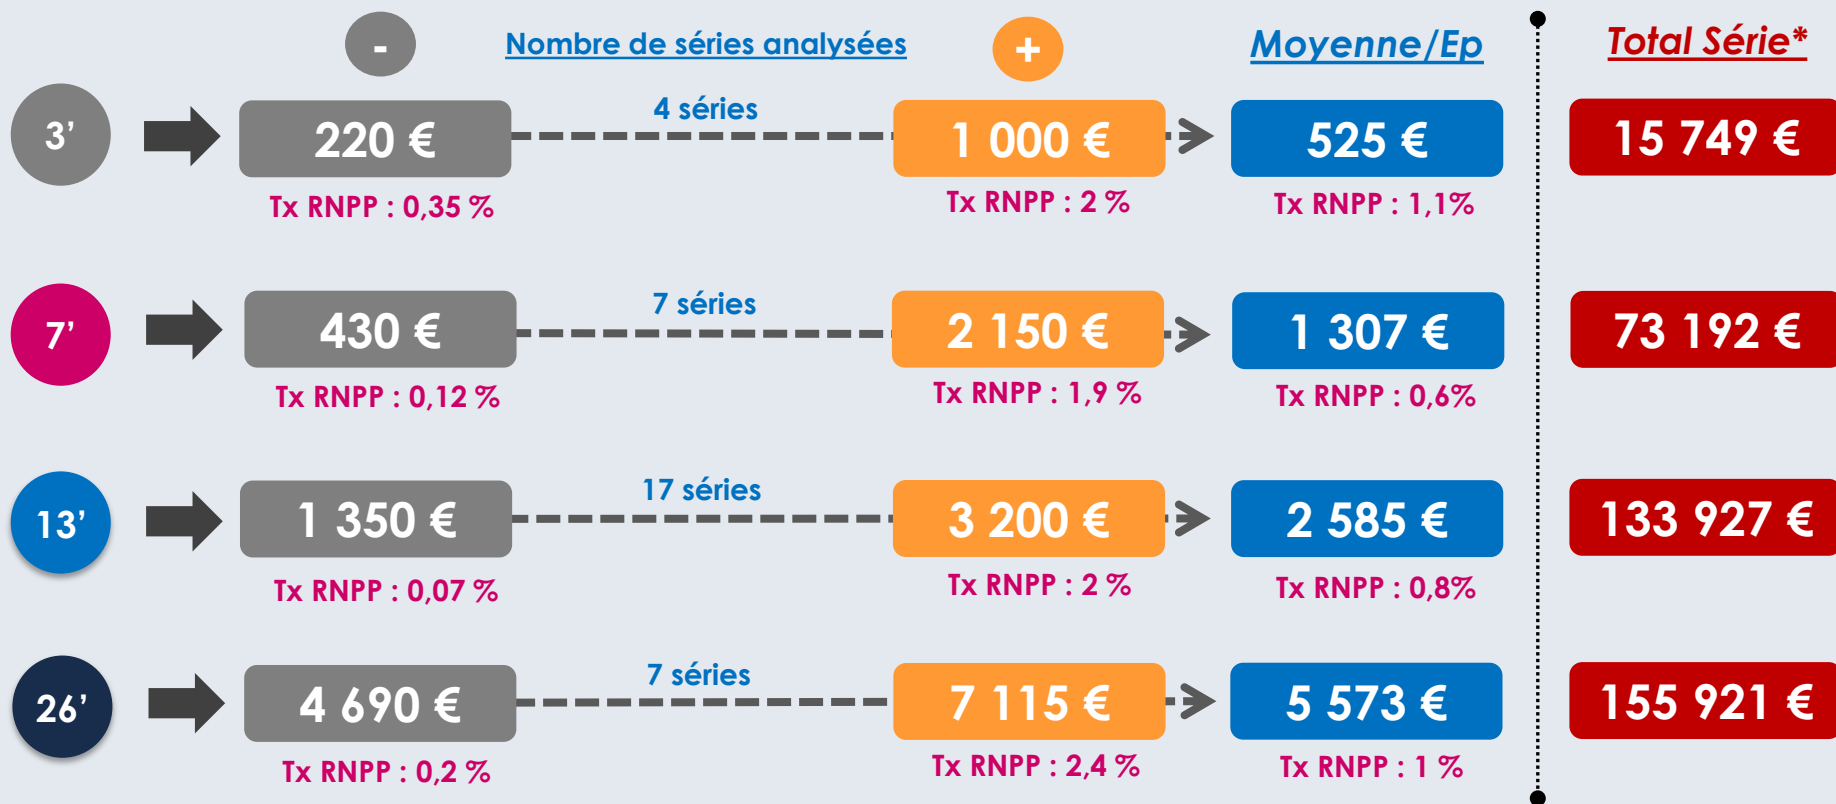 - Nombre de séries analysées + Moyenne/Ep Total Série*
3’ 220 € 4 séries 1 000 € 525 € 15 749 €
Tx RNPP : 0,35 % Tx RNPP : 2 % Tx RNPP : 1,1%
7’ 430 € 7 séries 2 150 € 1 307 € 73 192 €
Tx RNPP : 0,12 % Tx RNPP : 1,9 % Tx RNPP : 0,6%
13’ 1 350 € 17 séries 3 200 € 2 585 € 133 927 €
Tx RNPP : 0,07 % Tx RNPP : 2 % Tx RNPP : 0,8%
26’ 4 690 € 7 séries 7 115 € 5 573 € 155 921 €
Tx RNPP : 0,2 % Tx RNPP : 2,4 % Tx RNPP : 1 %